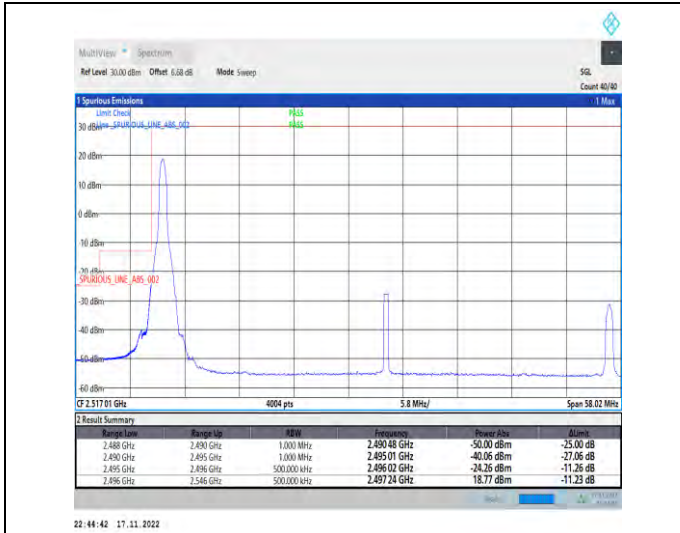 MultiView Spectrum
Ref Level 30.00 dBm Offset 6.68 dB Mode Sweep SGL
Count 40/40
1 Spurious Emissions 1 Max
Limit Check PASS
30 dBm Line _SPURIOUS_LINE_ABS_002 PASS
20 dBm
10 dBm
0 dBm
-10 dBm
-20 dBm
_SPURIOUS_LINE_ABS_002
-30 dBm
-40 dBm
-50 dBm
-60 dBm
CF 2.517 01 GHz 4004 pts 5.8 MHz/ Span 58.02 MHz
2 Result Summary
Range Low Range Up RBW Frequency Power Abs ΔLimit
2.488 GHz 2.490 GHz 1.000 MHz 2.490 48 GHz -50.00 dBm -25.00 dB
2.490 GHz 2.495 GHz 1.000 MHz 2.495 01 GHz -40.06 dBm -27.06 dB
2.495 GHz 2.496 GHz 500.000 kHz 2.496 02 GHz -24.26 dBm -11.26 dB
2.496 GHz 2.546 GHz 500.000 kHz 2.497 24 GHz 18.77 dBm -11.23 dB
22:44:42 17.11.2022